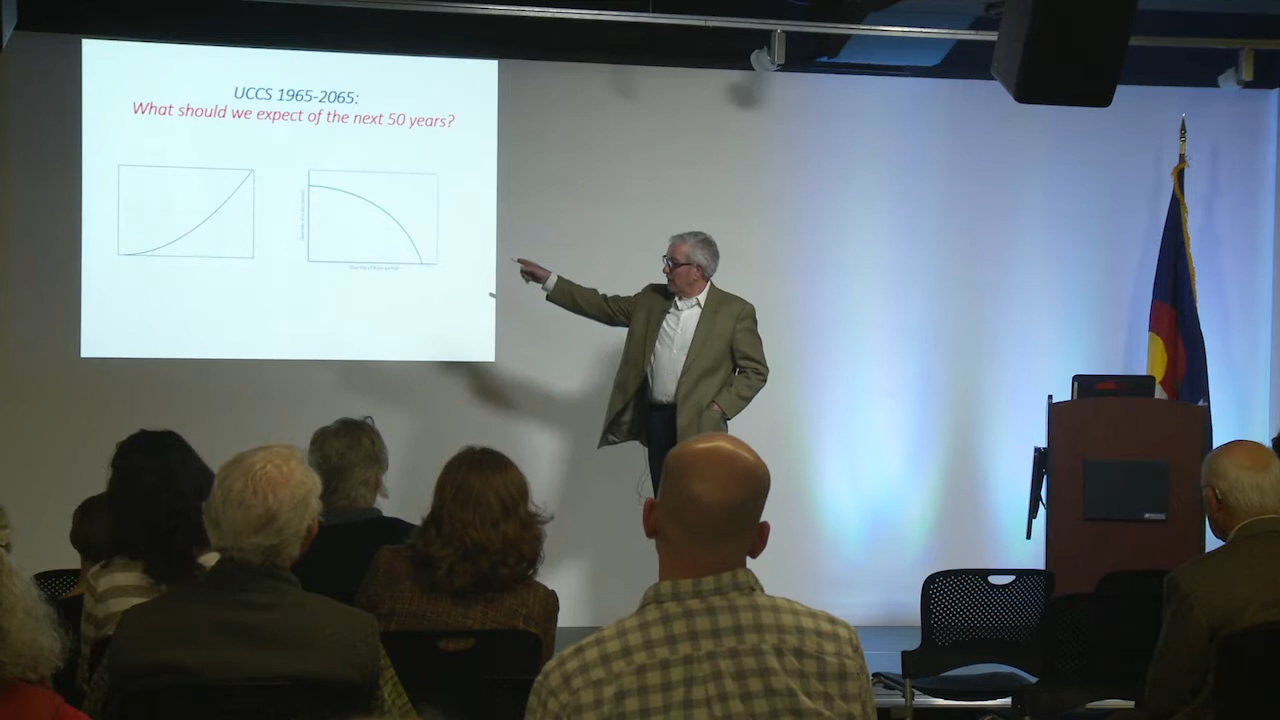 UCCS 1965-2065:
What should we expect of the next 50 years?